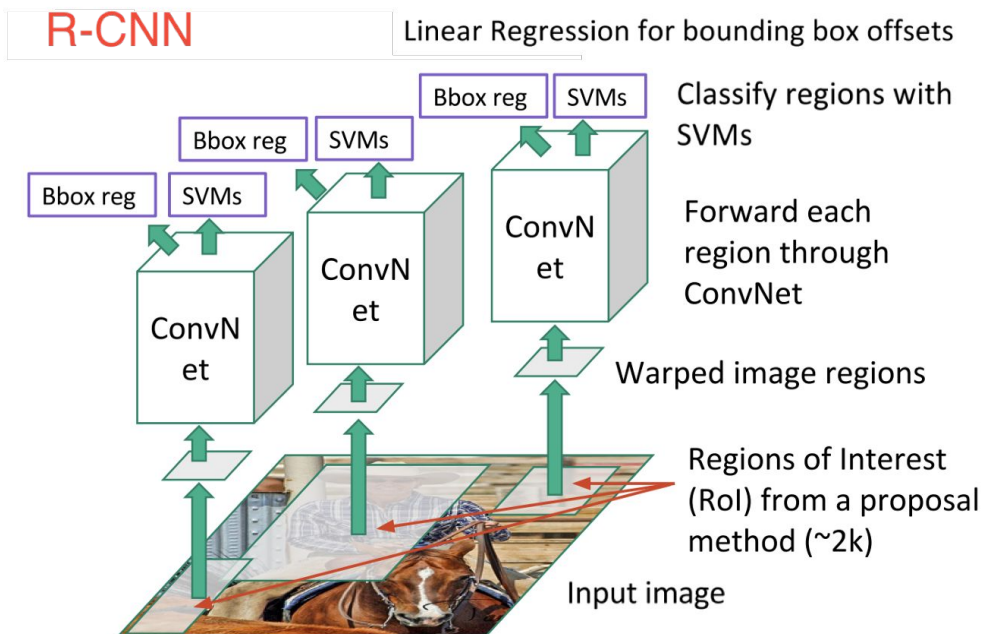 R-CNN
Linear Regression for bounding box offsets
Bbox reg
SVMs
Classify regions with
SVMs
Bbox reg
SVMs
Bbox reg
SVMs
Forward each
region through
ConvNet
ConvN
et
ConvN
et
ConvN
et
Warped image regions
Regions of Interest
(RoI) from a proposal
method (~2k)
Input image